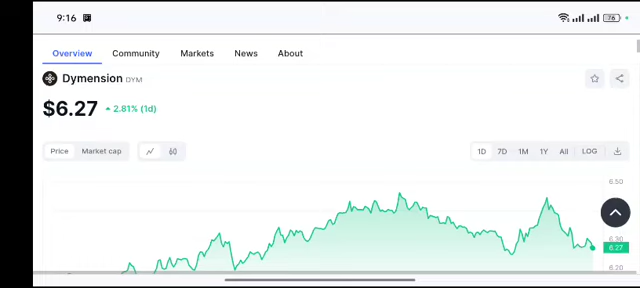 9:16
76
Overview Community Markets News About
Dymension DYM
$6.27 2.81% (1d)
Price Market cap 1D 7D 1M 1Y All LOG
6.50
6.30
6.27
6.20